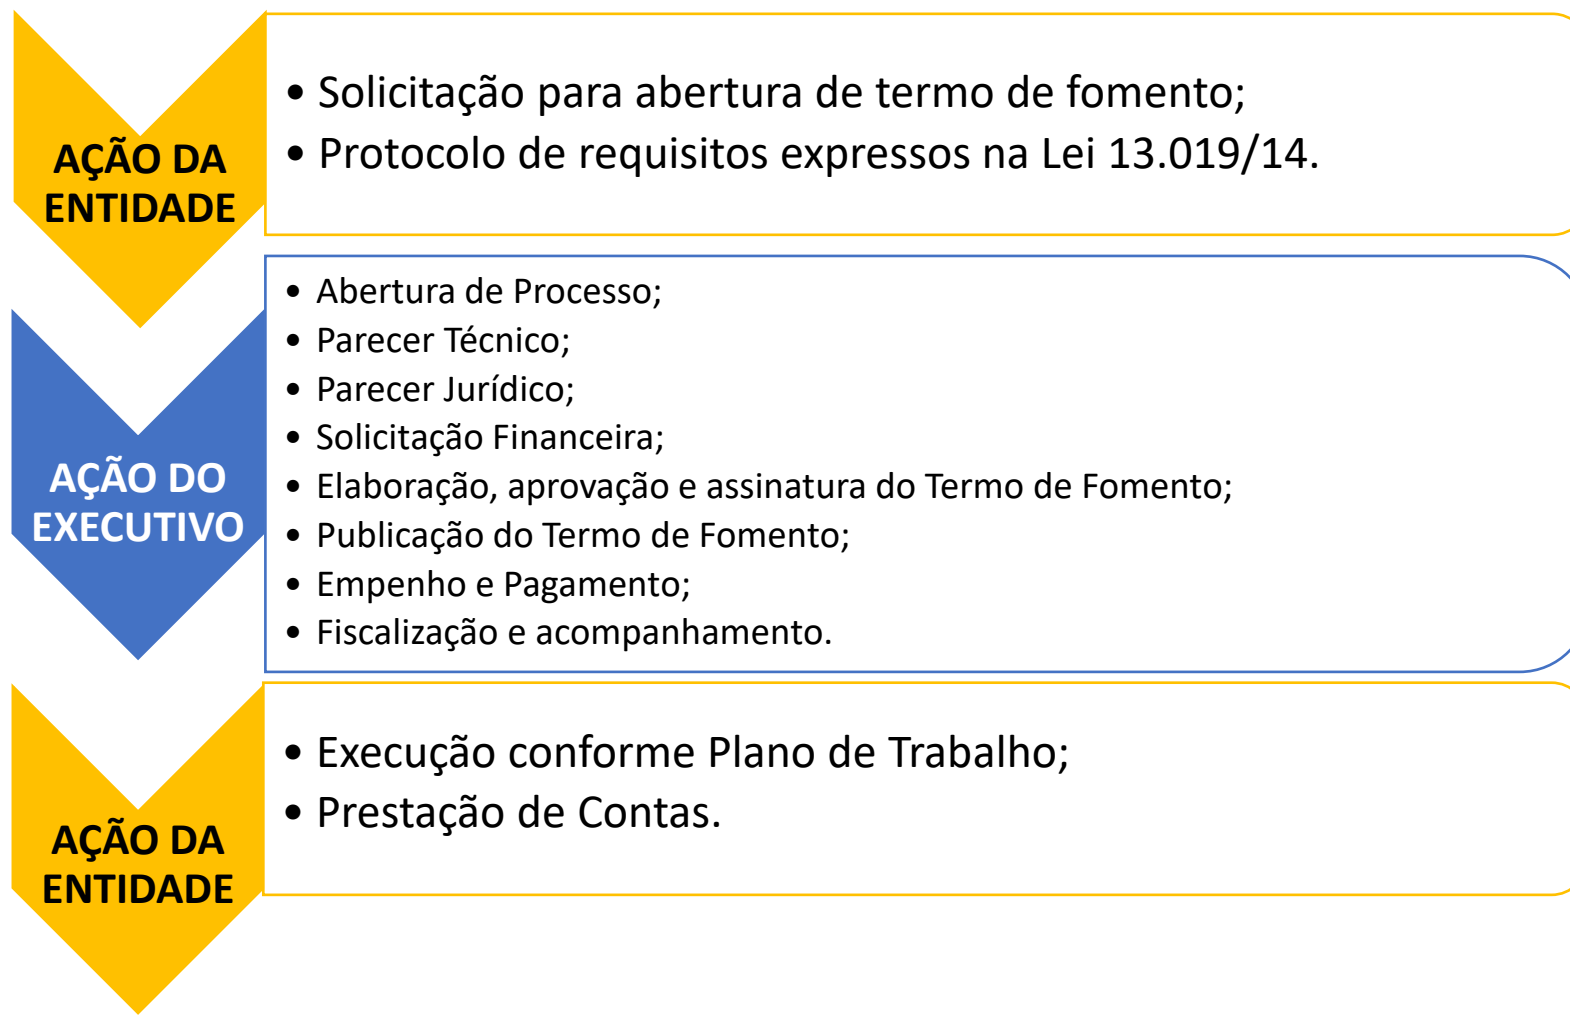 AÇÃO DA
ENTIDADE
• Solicitação para abertura de termo de fomento;
• Protocolo de requisitos expressos na Lei 13.019/14.
AÇÃO DO
EXECUTIVO
• Abertura de Processo;
• Parecer Técnico;
• Parecer Jurídico;
• Solicitação Financeira;
• Elaboração, aprovação e assinatura do Termo de Fomento;
• Publicação do Termo de Fomento;
• Empenho e Pagamento;
• Fiscalização e acompanhamento.
AÇÃO DA
ENTIDADE
• Execução conforme Plano de Trabalho;
• Prestação de Contas.